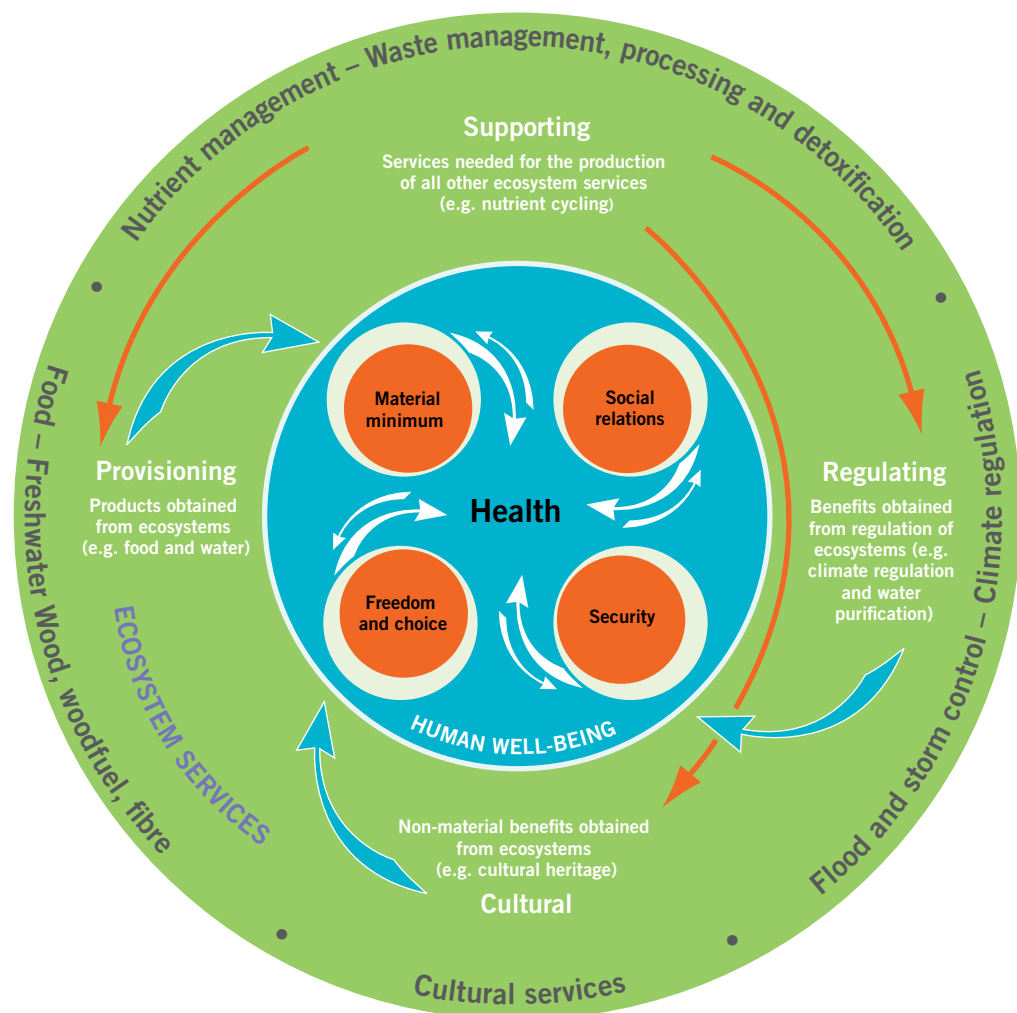 Nutrient management – Waste management, processing and detoxification
Supporting
Services needed for the production
of all other ecosystem services
(e.g. nutrient cycling)
Material
minimum
Social
relations
Health
Freedom
and choice
Security
HUMAN WELL-BEING
Provisioning
Products obtained
from ecosystems
(e.g. food and water)
Regulating
Benefits obtained
from regulation of
ecosystems (e.g.
climate regulation
and water
purification)
ECOSYSTEM SERVICES
Food – Freshwater Wood, woodfuel, fibre
Flood and storm control – Climate regulation
Non-material benefits obtained
from ecosystems
(e.g. cultural heritage)
Cultural
Cultural services